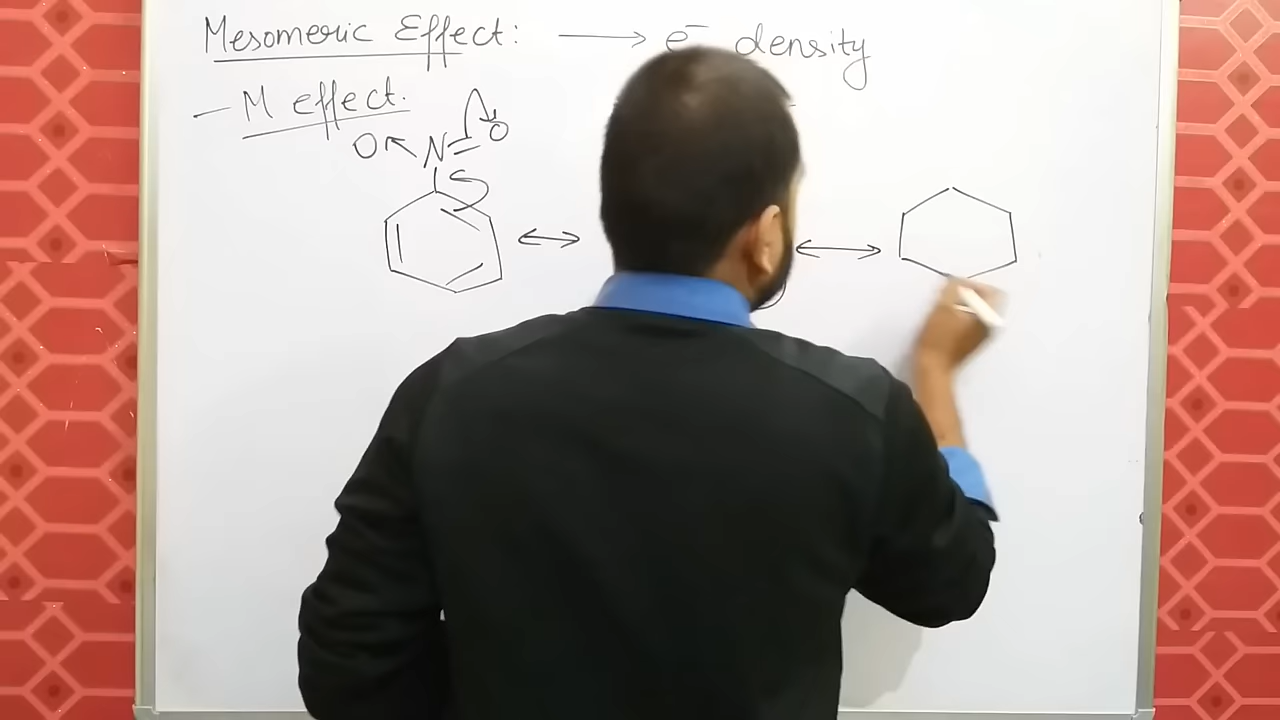 Mesomeric Effect: ⟶ e⁻ density
– M effect.
O N O